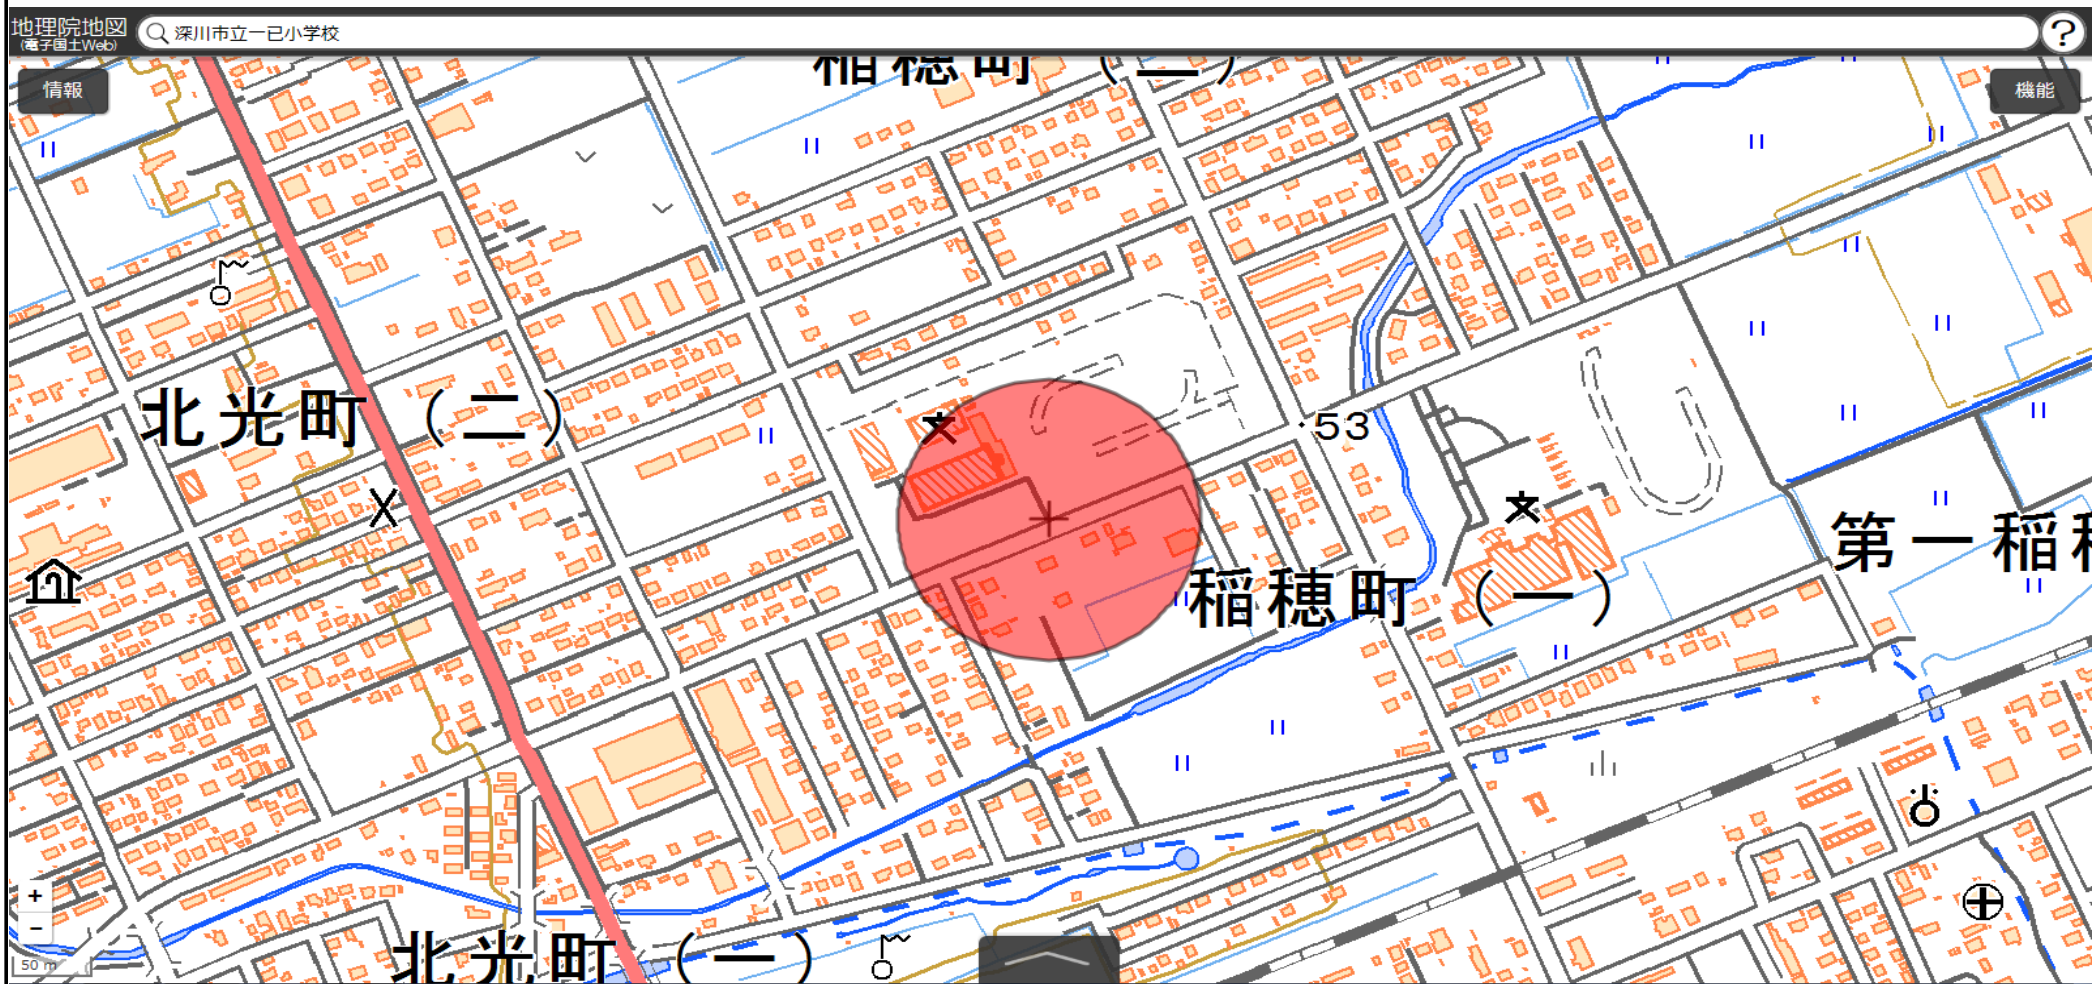 地理院地図
(電子国土Web)
深川市立一已小学校
?
情報
機能
稲穂町（二）
北光町（二）
53
稲穂町（一）
第一稲穂
北光町（一）
+
−
50 m